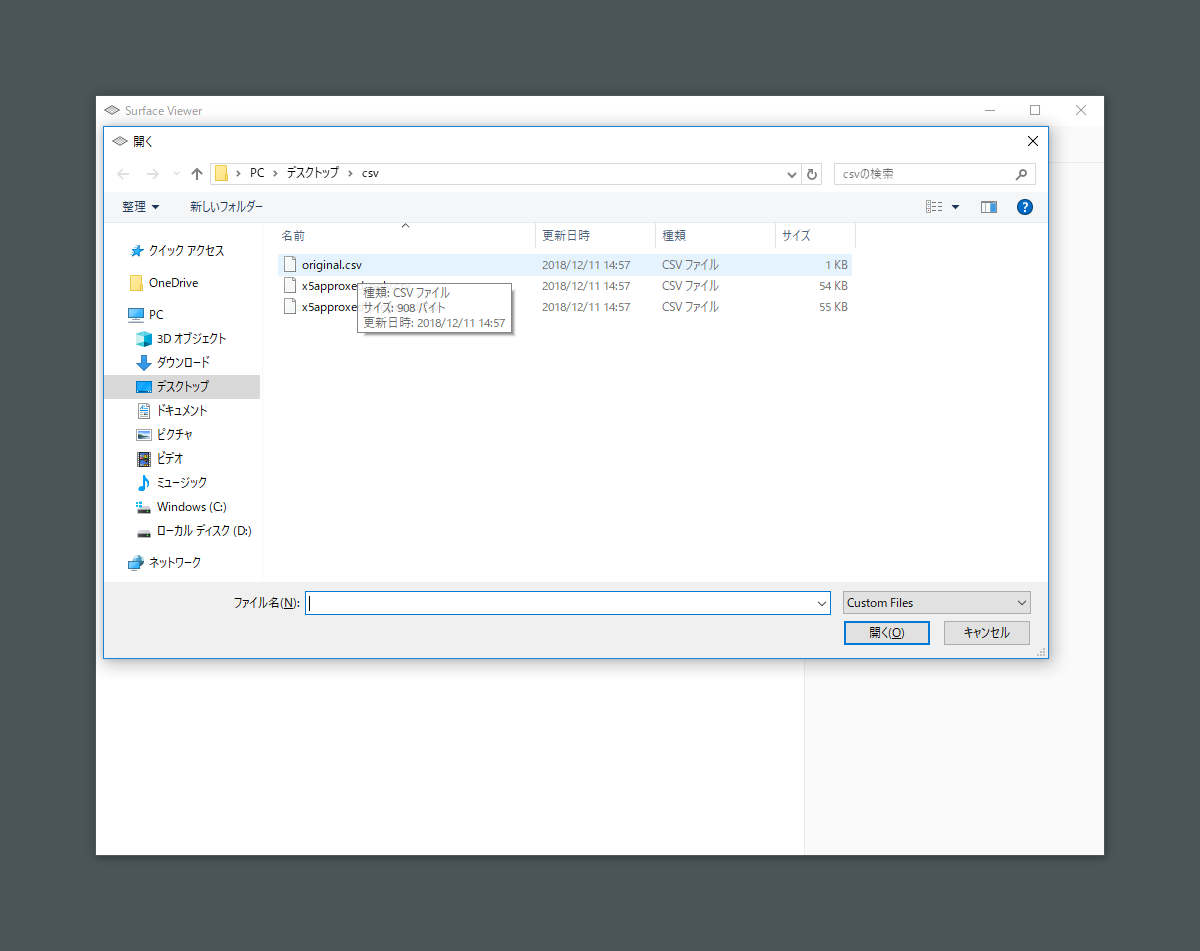 Surface Viewer
開く
PC デスクトップ csv
csvの検索
整理 新しいフォルダー
名前 更新日時 種類 サイズ
original.csv 2018/12/11 14:57 CSV ファイル 1 KB
x5approxe 2018/12/11 14:57 CSV ファイル 54 KB
x5approxe 2018/12/11 14:57 CSV ファイル 55 KB
種類: CSV ファイル
サイズ: 908 バイト
更新日時: 2018/12/11 14:57
クイック アクセス
OneDrive
PC
3D オブジェクト
ダウンロード
デスクトップ
ドキュメント
ピクチャ
ビデオ
ミュージック
Windows (C:)
ローカル ディスク (D:)
ネットワーク
ファイル名(N):
Custom Files
開く(O) キャンセル